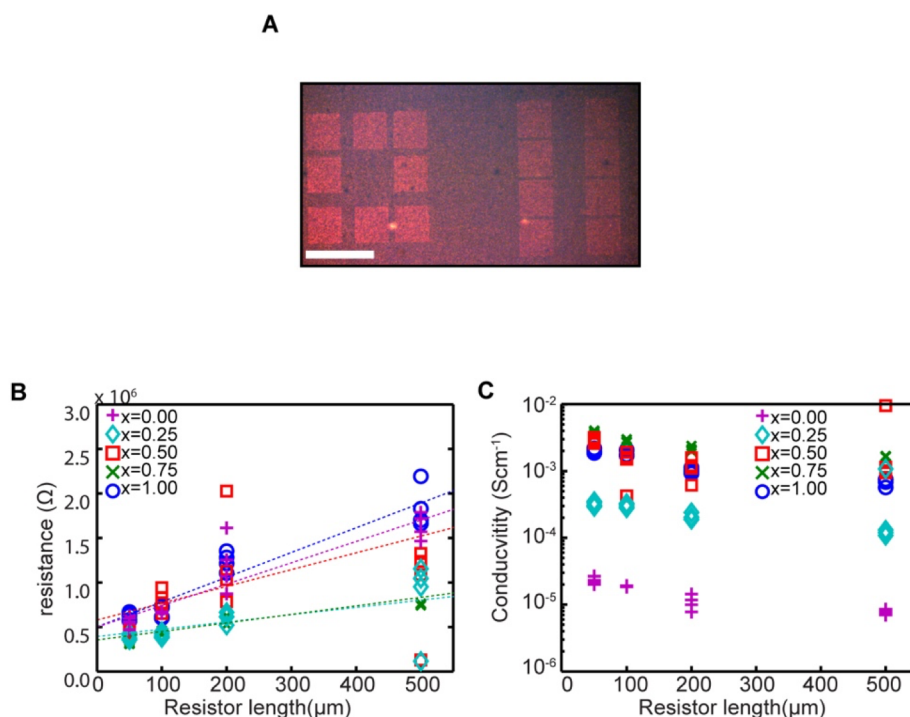 A
B
x 10⁶
3.0
2.5
2.0
1.5
1.0
0.5
0.0
resistance (Ω)
x=0.00
x=0.25
x=0.50
x=0.75
x=1.00
0 100 200 300 400 500
Resistor length(μm)
C
10⁻²
10⁻³
10⁻⁴
10⁻⁵
10⁻⁶
Conducvitity (Scm⁻¹)
x=0.00
x=0.25
x=0.50
x=0.75
x=1.00
0 100 200 300 400 500
Resistor length(μm)